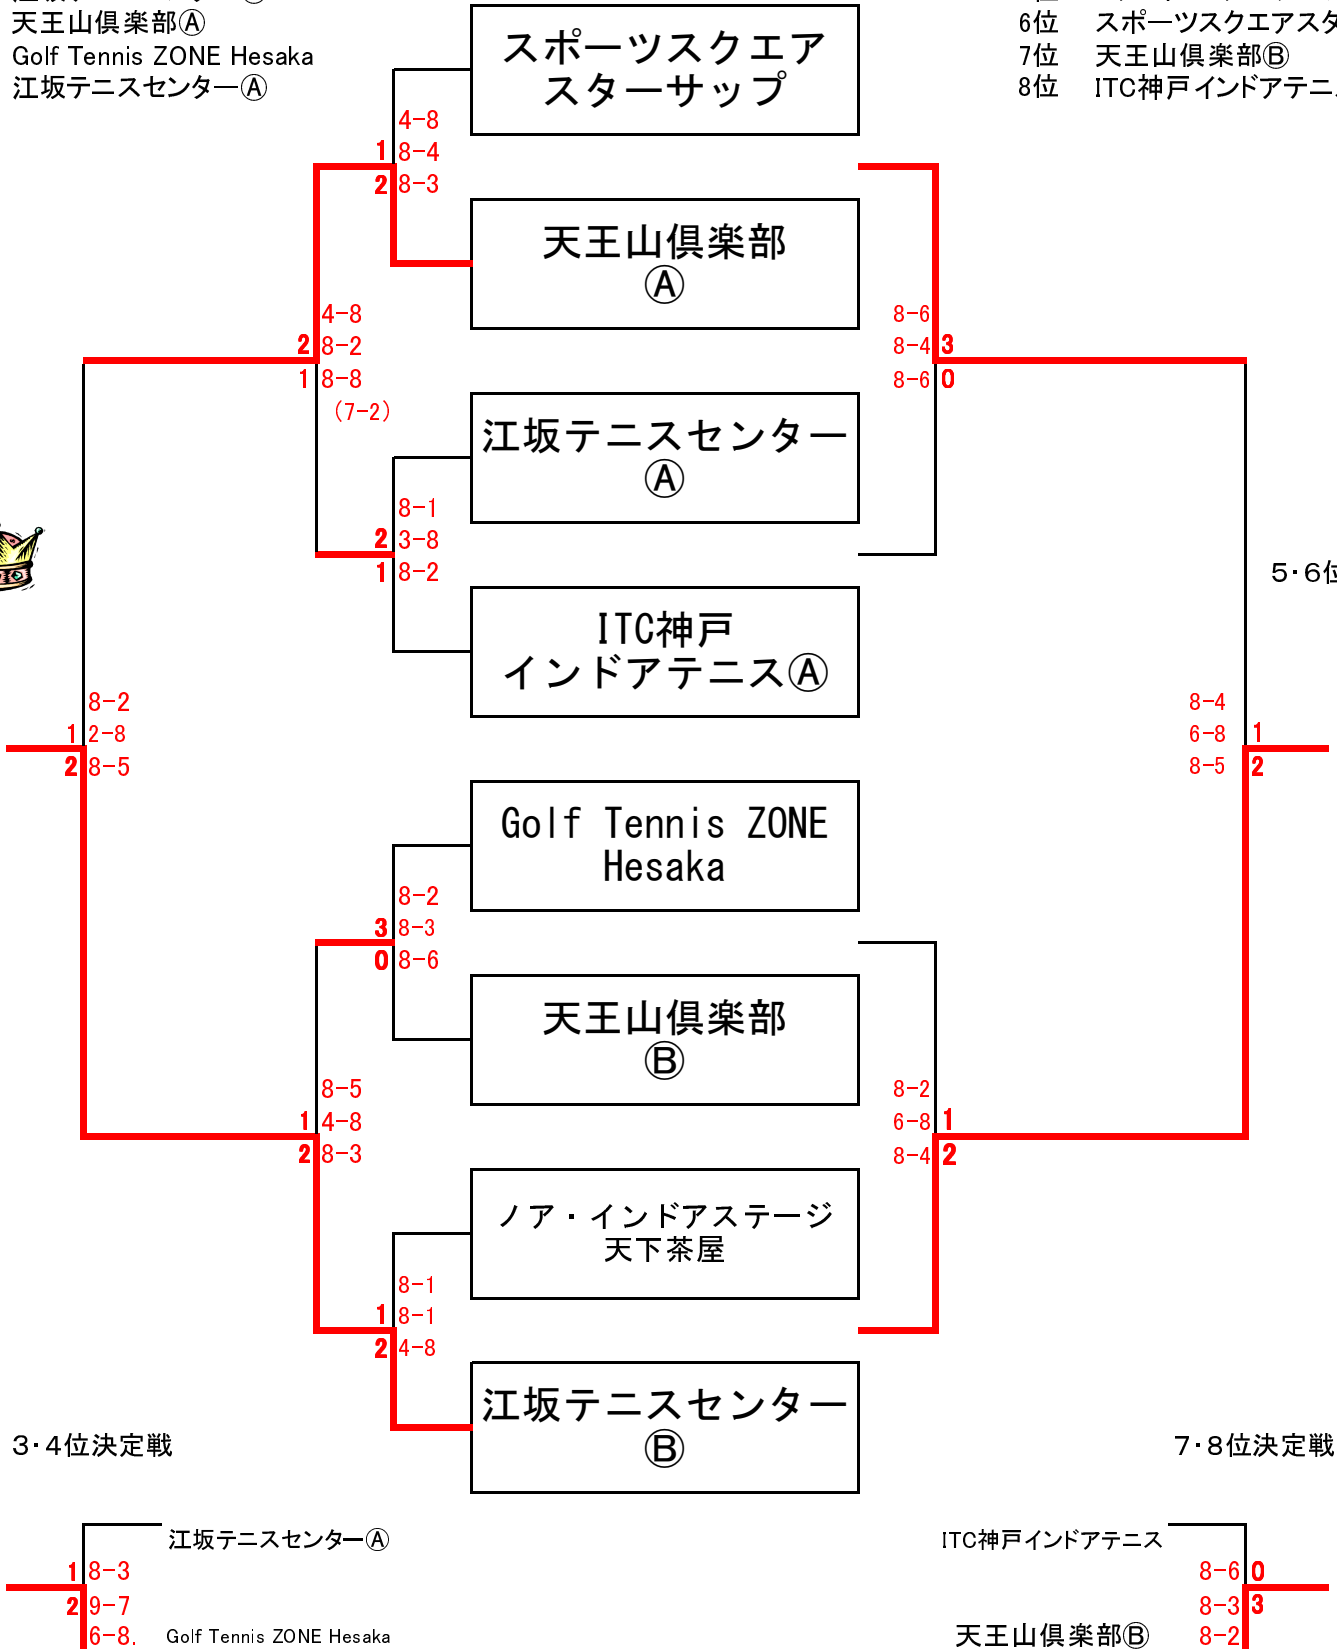 天王山倶楽部Ⓐ
Golf Tennis ZONE Hesaka
江坂テニスセンターⒶ
6位 スポーツスクエアスタ
7位 天王山倶楽部Ⓑ
8位 ITC神戸インドアテニス
スポーツスクエア
スターサップ
4-8
1 8-4
2 8-3
天王山倶楽部
Ⓐ
4-8
2 8-2
1 8-8
(7-2)
8-6
8-4 3
8-6 0
江坂テニスセンター
Ⓐ
8-1
2 3-8
1 8-2
5・6位
ITC神戸
インドアテニスⒶ
8-2
1 2-8
2 8-5
8-4
6-8 1
8-5 2
Golf Tennis ZONE
Hesaka
8-2
3 8-3
0 8-6
天王山倶楽部
Ⓑ
8-5
1 4-8
2 8-3
8-2
6-8 1
8-4 2
ノア・インドアステージ
天下茶屋
8-1
1 8-1
2 4-8
江坂テニスセンター
Ⓑ
3・4位決定戦
7・8位決定戦
江坂テニスセンターⒶ
1 8-3
2 9-7
6-8.
Golf Tennis ZONE Hesaka
ITC神戸インドアテニス
8-6 0
8-3 3
8-2
天王山倶楽部Ⓑ